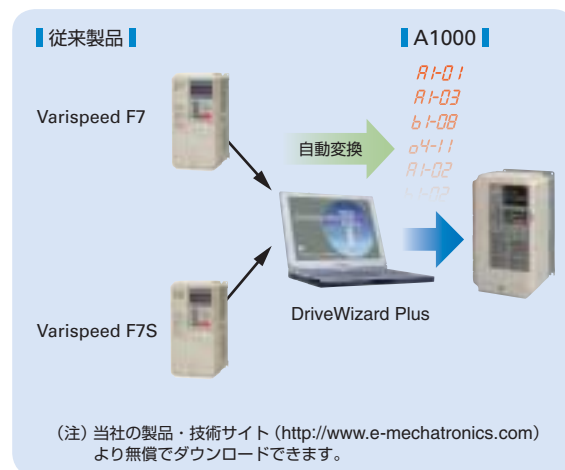 従来製品
A1000
Varispeed F7
自動変換
A1-01
A1-03
b1-08
o4-11
A1-02
b1-02
DriveWizard Plus
Varispeed F7S
(注) 当社の製品・技術サイト (http://www.e-mechatronics.com)
より無償でダウンロードできます。